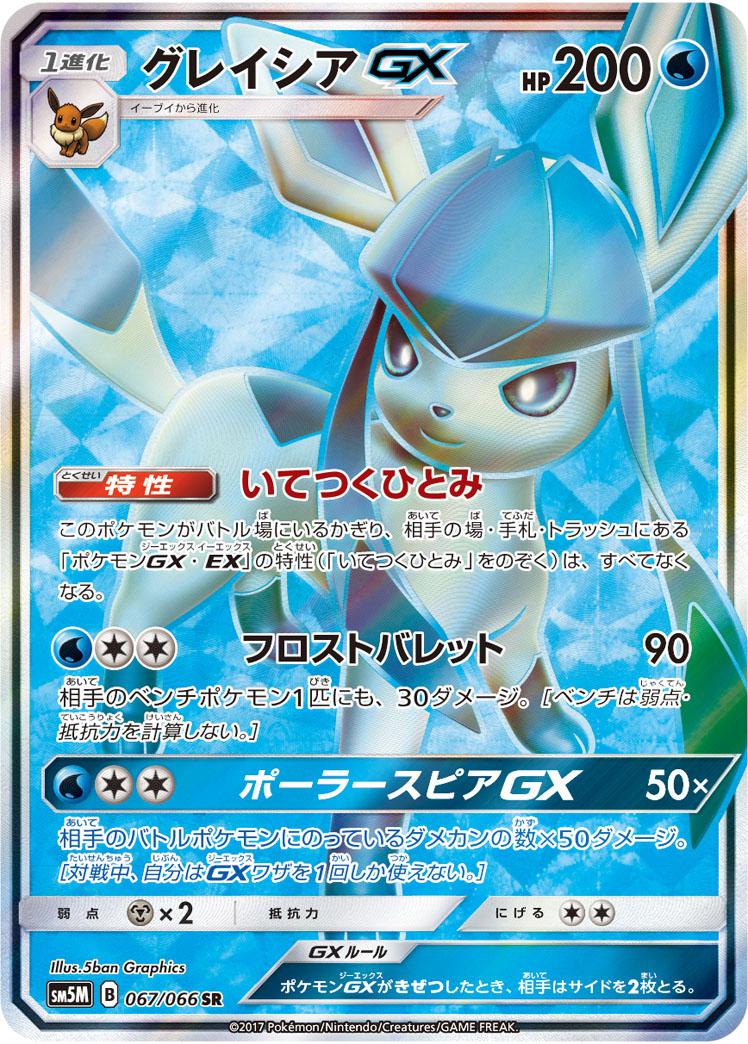 1進化 グレイシアGX HP200
イーブイから進化
とくせい
特性 いてつくひとみ
このポケモンがバトル場にいるかぎり、相手の場・手札・トラッシュにある
「ポケモンGX・EX」の特性(「いてつくひとみ」をのぞく)は、すべてなく
なる。
フロストバレット 90
相手のベンチポケモン1匹にも、30ダメージ。[ベンチは弱点・
抵抗力を計算しない。]
ポーラースピアGX 50×
相手のバトルポケモンにのっているダメカンの数×50ダメージ。
[対戦中、自分はGXワザを1回しか使えない。]
弱点 ×2 抵抗力 にげる
GXルール
ポケモンGXがきぜつしたとき、相手はサイドを2枚とる。
Illus.5ban Graphics
SM5M B 067/066 SR
©2017 Pokémon/Nintendo/Creatures/GAME FREAK.